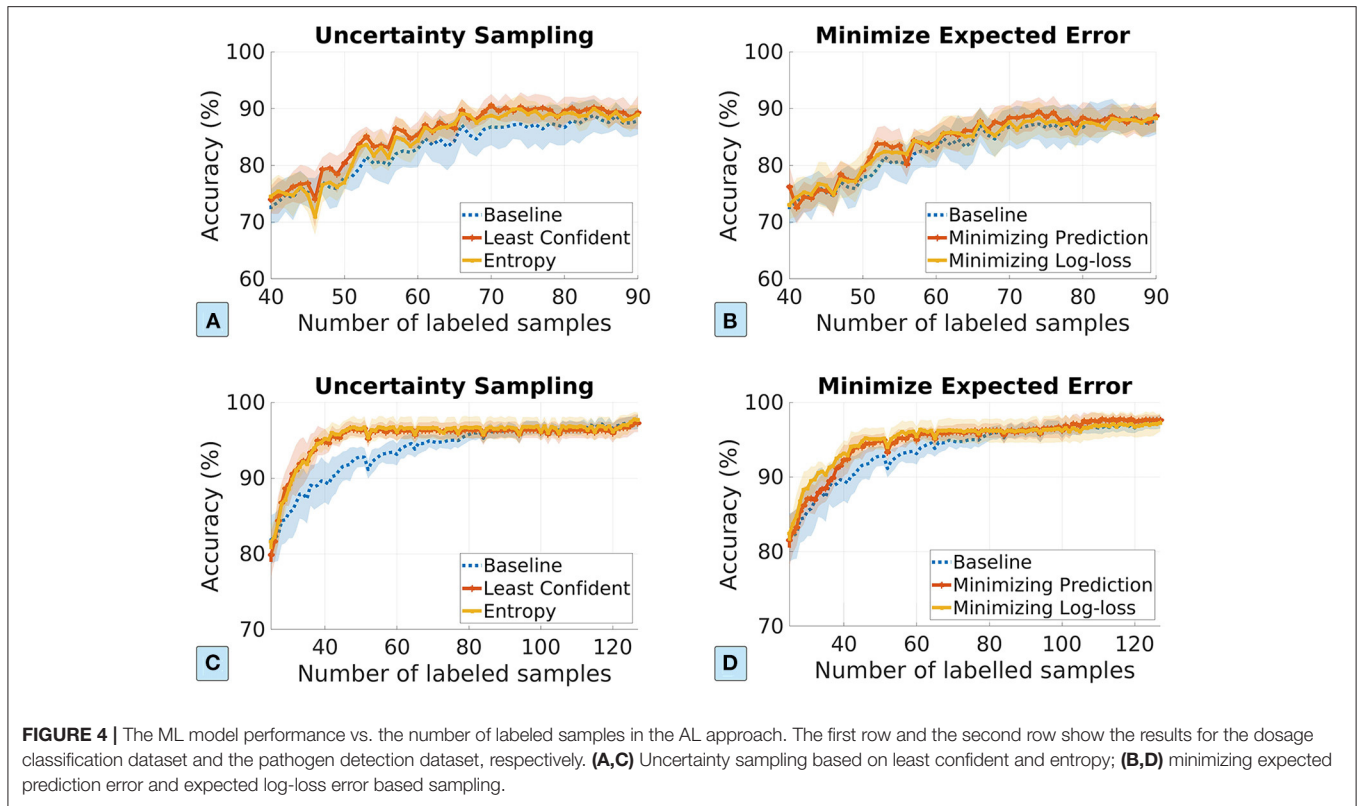 Uncertainty Sampling
100
90
80
70
60
Accuracy (%)
40 50 60 70 80 90
Number of labeled samples
Baseline
Least Confident
Entropy
A
Minimize Expected Error
100
90
80
70
60
Accuracy (%)
40 50 60 70 80 90
Number of labeled samples
Baseline
Minimizing Prediction
Minimizing Log-loss
B
Uncertainty Sampling
100
90
80
70
Accuracy (%)
40 60 80 100 120
Number of labeled samples
Baseline
Least Confident
Entropy
C
Minimize Expected Error
100
90
80
70
Accuracy (%)
40 60 80 100 120
Number of labelled samples
Baseline
Minimizing Prediction
Minimizing Log-loss
D
FIGURE 4 | The ML model performance vs. the number of labeled samples in the AL approach. The first row and the second row show the results for the dosage
classification dataset and the pathogen detection dataset, respectively. (A,C) Uncertainty sampling based on least confident and entropy; (B,D) minimizing expected
prediction error and expected log-loss error based sampling.